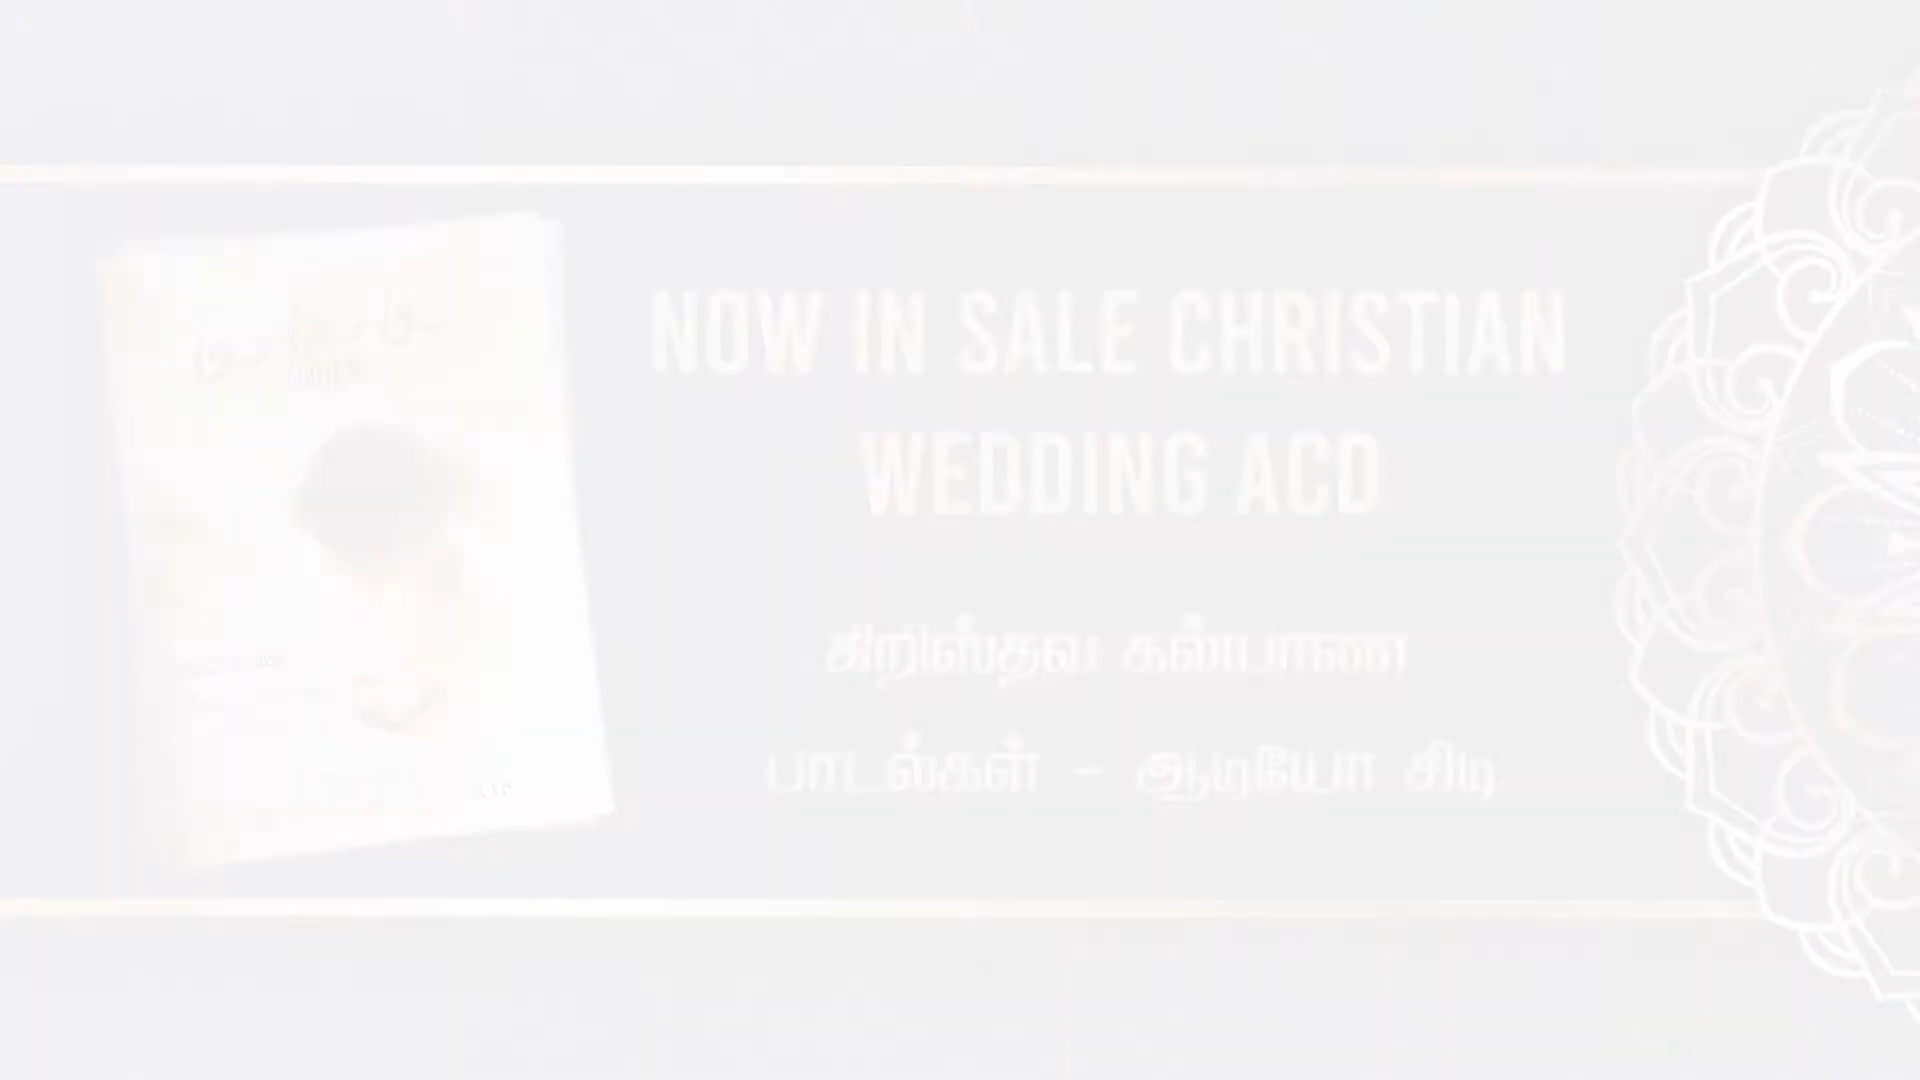 NOW IN SALE CHRISTIAN
WEDDING ACD
கிறிஸ்தவ கல்யாண
பாடல்கள் - ஆடியோ சிடி